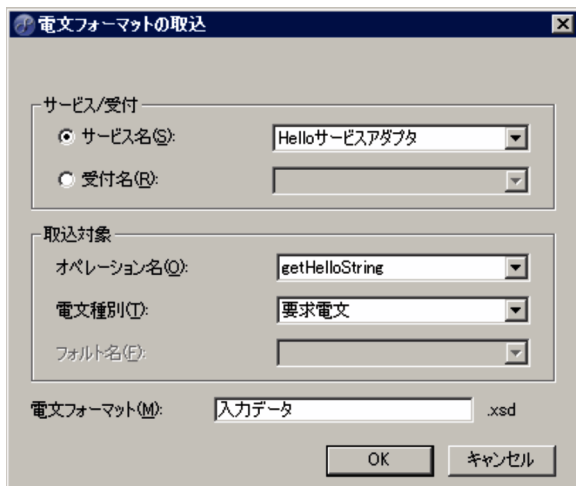 電文フォーマットの取込
サービス/受付
サービス名(S): Helloサービスアダプタ
受付名(R):
取込対象
オペレーション名(O): getHelloString
電文種別(T): 要求電文
フォルト名(F):
電文フォーマット(M): 入力データ .xsd
OK キャンセル